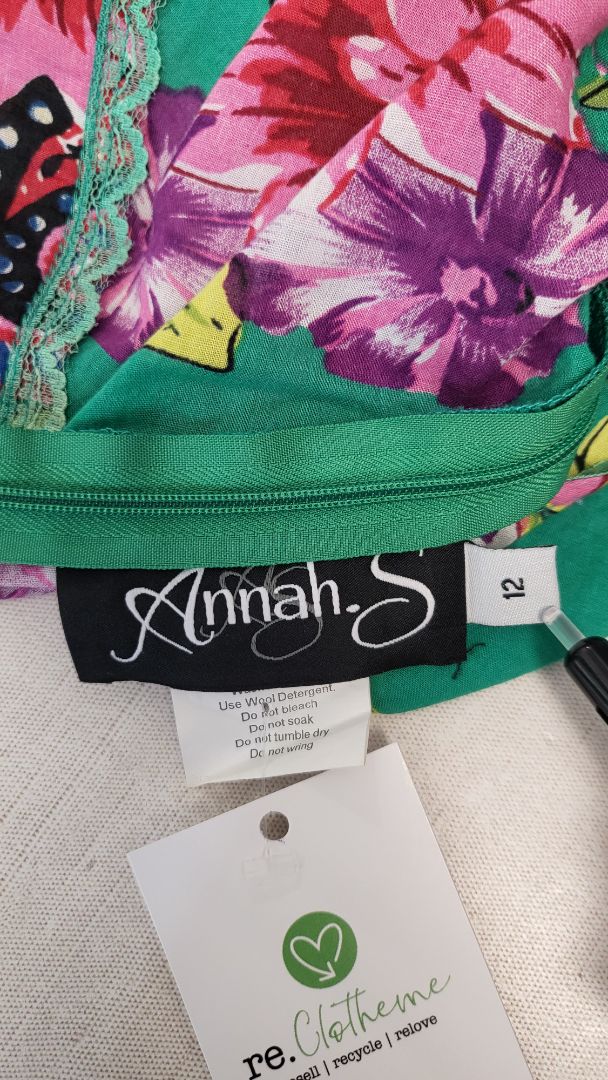 Annah.S
12
Use Wool Detergent.
Do not bleach
Do not soak
Do not tumble dry
Do not wring
re.Clotheme
sell | recycle | relove